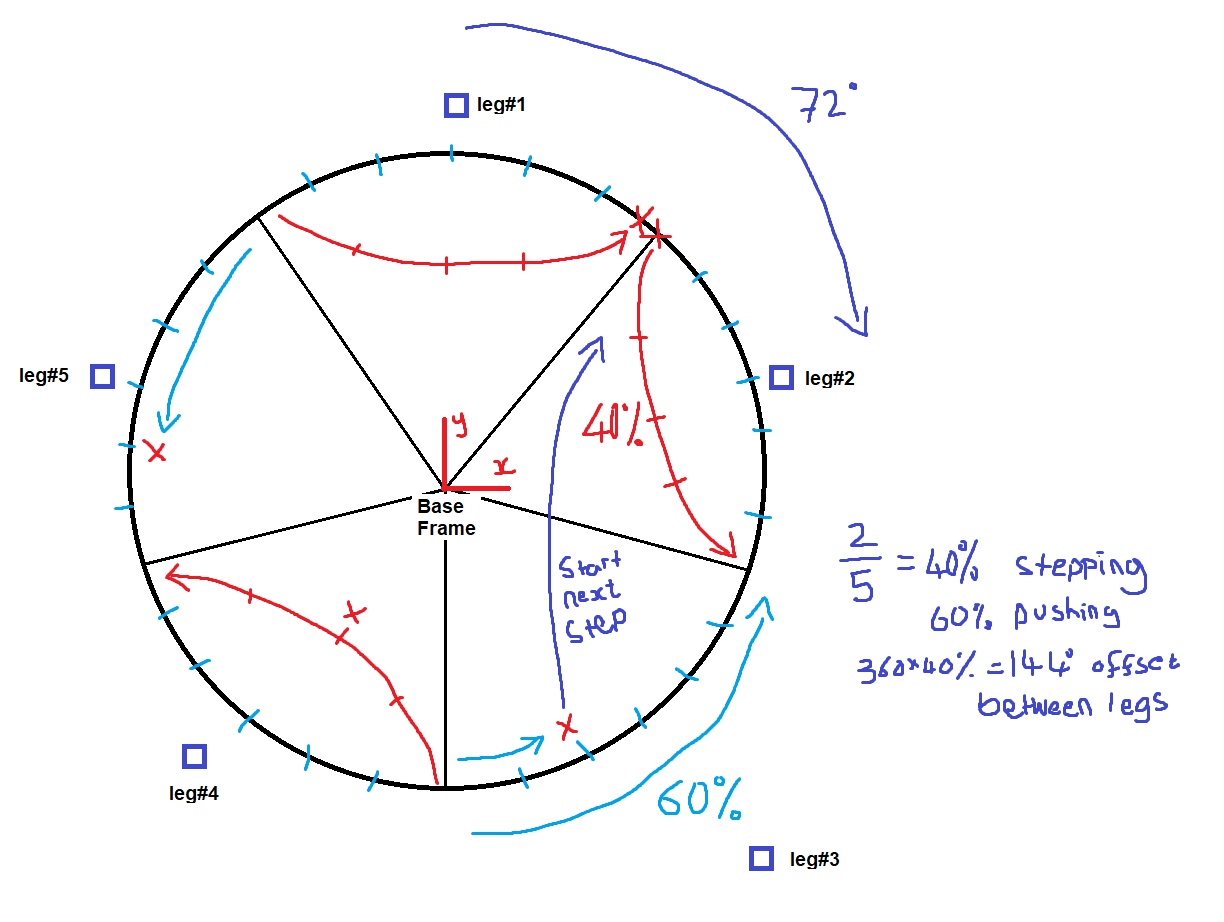 72°
leg#1
leg#5
leg#2
y
x
40%
Base
Frame
Start
next
step
2
5
= 40% stepping
60% pushing
360*40% = 144° offset
between legs
60%
leg#4
leg#3